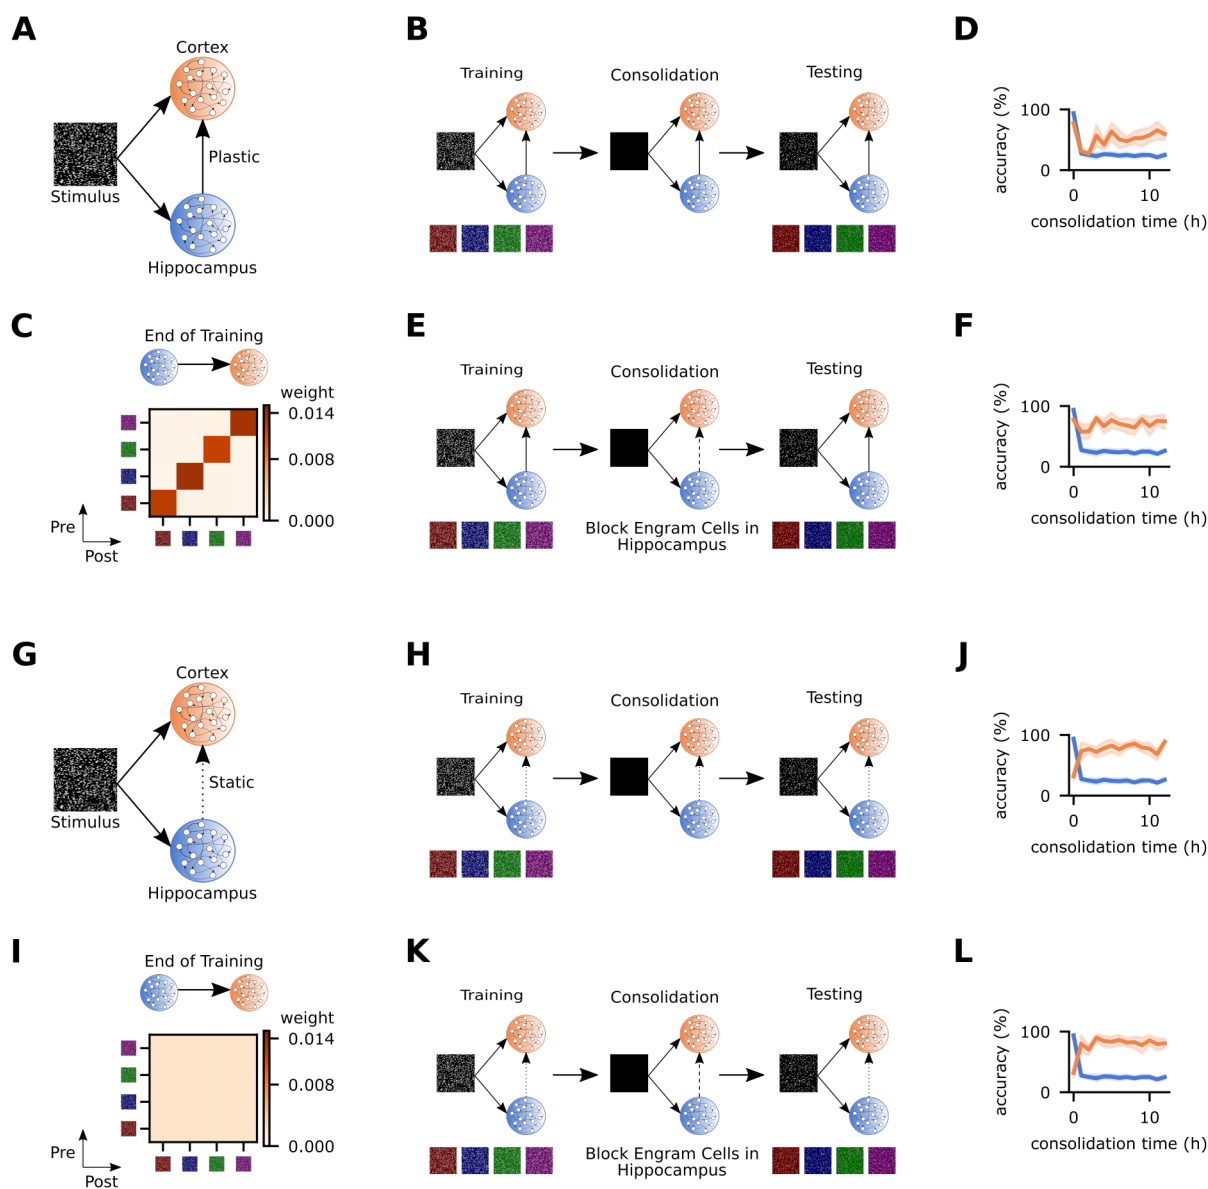 A
Cortex
Plastic
Stimulus
Hippocampus
B
Training
Consolidation
Testing
D
accuracy (%)
100
0
0
10
consolidation time (h)
C
End of Training
weight
0.014
0.008
0.000
Pre
Post
E
Training
Consolidation
Testing
Block Engram Cells in
Hippocampus
F
accuracy (%)
100
0
0
10
consolidation time (h)
G
Cortex
Static
Stimulus
Hippocampus
H
Training
Consolidation
Testing
J
accuracy (%)
100
0
0
10
consolidation time (h)
I
End of Training
weight
0.014
0.008
0.000
Pre
Post
K
Training
Consolidation
Testing
Block Engram Cells in
Hippocampus
L
accuracy (%)
100
0
0
10
consolidation time (h)